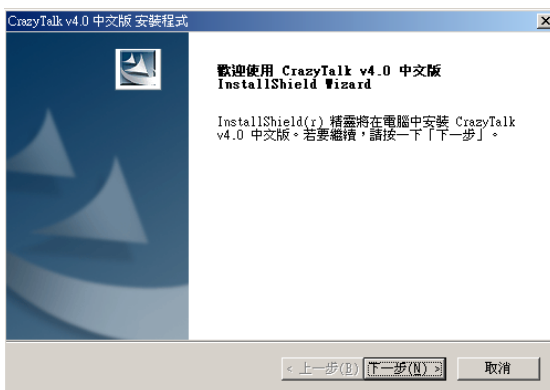 CrazyTalk v4.0 中文版 安裝程式
歡迎使用 CrazyTalk v4.0 中文版
InstallShield Wizard
InstallShield(r) 精靈將在電腦中安裝 CrazyTalk
v4.0 中文版。若要繼續，請按一下「下一步」。
< 上一步(B) 下一步(N) > 取消